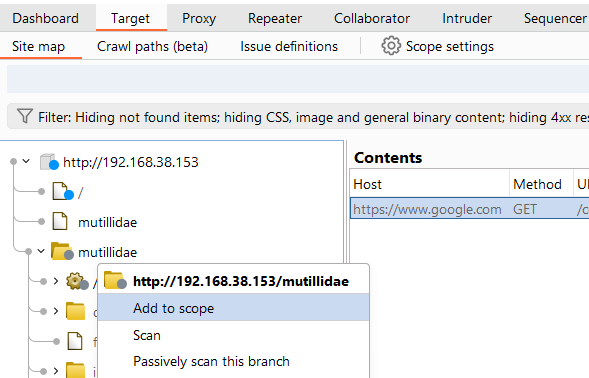 Dashboard Target Proxy Repeater Collaborator Intruder Sequencer
Site map Crawl paths (beta) Issue definitions Scope settings
Filter: Hiding not found items; hiding CSS, image and general binary content; hiding 4xx res
http://192.168.38.153
/
mutillidae
mutillidae
/
http://192.168.38.153/mutillidae
Add to scope
Scan
Passively scan this branch
Contents
Host Method
https://www.google.com GET